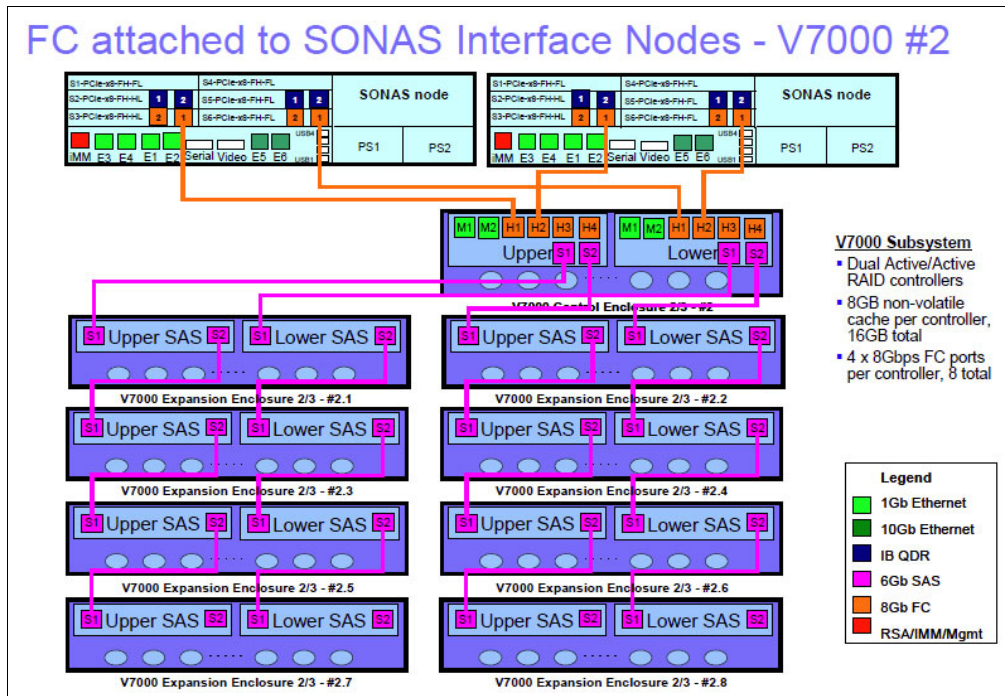 FC attached to SONAS Interface Nodes - V7000 #2
S1-PCIe-x8-FH-FL S4-PCIe-x8-FH-FL SONAS node
S2-PCIe-x8-FH-HL 1 2 S5-PCIe-x8-FH-FL 1 2
S3-PCIe-x8-FH-HL 2 1 S6-PCIe-x8-FH-FL 2 1
USB4
iMM E3 E4 E1 E2 Serial Video E5 E6 USB1 PS1 PS2
S1-PCIe-x8-FH-FL S4-PCIe-x8-FH-FL SONAS node
S2-PCIe-x8-FH-HL 1 2 S5-PCIe-x8-FH-FL 1 2
S3-PCIe-x8-FH-HL 2 1 S6-PCIe-x8-FH-FL 2 1
USB4
iMM E3 E4 E1 E2 Serial Video E5 E6 USB1 PS1 PS2
M1 M2 H1 H2 H3 H4 M1 M2 H1 H2 H3 H4
Upper S1 S2 Lower S1 S2
V7000 Control Enclosure 2/3 - #2
V7000 Subsystem
▪ Dual Active/Active
RAID controllers
▪ 8GB non-volatile
cache per controller,
16GB total
▪ 4 x 8Gbps FC ports
per controller, 8 total
S1 Upper SAS S2 S1 Lower SAS S2
V7000 Expansion Enclosure 2/3 - #2.1
S1 Upper SAS S2 S1 Lower SAS S2
V7000 Expansion Enclosure 2/3 - #2.2
S1 Upper SAS S2 S1 Lower SAS S2
V7000 Expansion Enclosure 2/3 - #2.3
S1 Upper SAS S2 S1 Lower SAS S2
V7000 Expansion Enclosure 2/3 - #2.4
S1 Upper SAS S2 S1 Lower SAS S2
V7000 Expansion Enclosure 2/3 - #2.5
S1 Upper SAS S2 S1 Lower SAS S2
V7000 Expansion Enclosure 2/3 - #2.6
S1 Upper SAS S2 S1 Lower SAS S2
V7000 Expansion Enclosure 2/3 - #2.7
S1 Upper SAS S2 S1 Lower SAS S2
V7000 Expansion Enclosure 2/3 - #2.8
Legend
1Gb Ethernet
10Gb Ethernet
IB QDR
6Gb SAS
8Gb FC
RSA/IMM/Mgmt